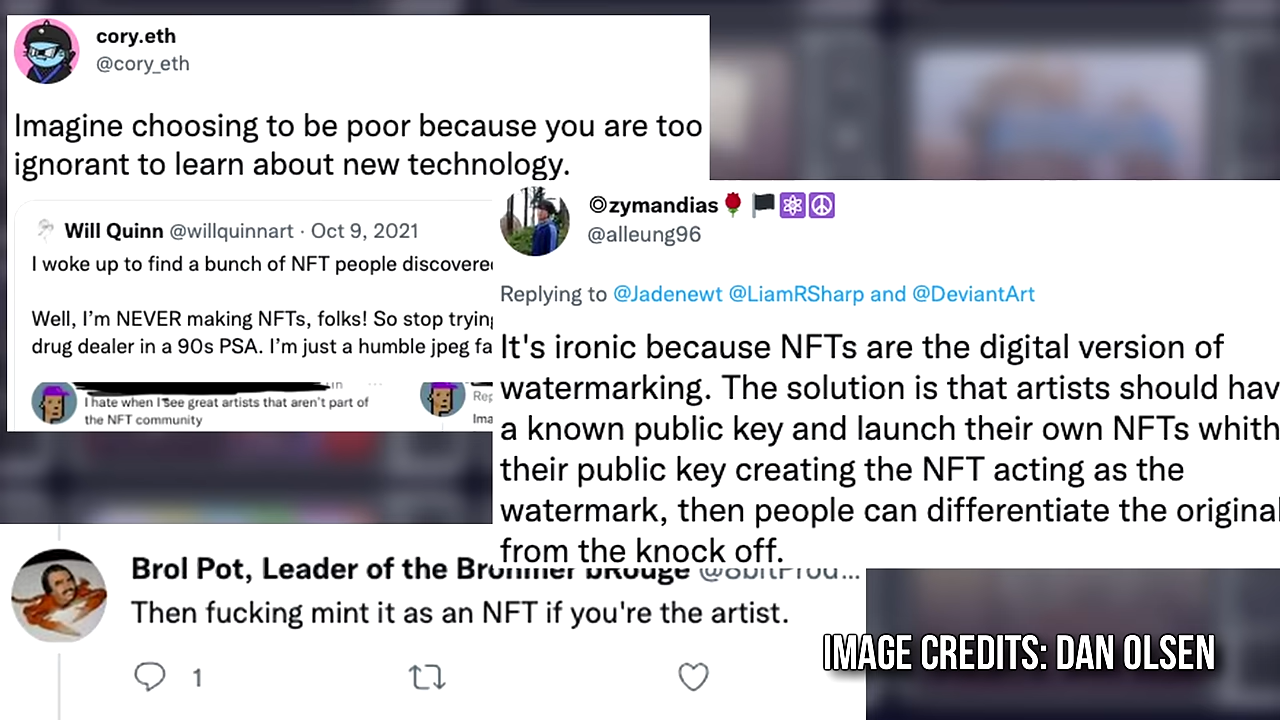 cory.eth
@cory_eth
Imagine choosing to be poor because you are too
ignorant to learn about new technology.
Will Quinn @willquinnart · Oct 9, 2021
I woke up to find a bunch of NFT people discovered
Well, I'm NEVER making NFTs, folks! So stop trying
drug dealer in a 90s PSA. I'm just a humble jpeg fa
I hate when I see great artists that aren't part of
the NFT community
Rep
Ima
©zymandias🌹🏴⚛☮
@alleung96
Replying to @Jadenewt @LiamRSharp and @DeviantArt
It's ironic because NFTs are the digital version of
watermarking. The solution is that artists should hav
a known public key and launch their own NFTs whith
their public key creating the NFT acting as the
watermark, then people can differentiate the original
from the knock off.
Brol Pot, Leader of the Brohmer bRouge @8bitProd...
Then fucking mint it as an NFT if you're the artist.
1
IMAGE CREDITS: DAN OLSEN